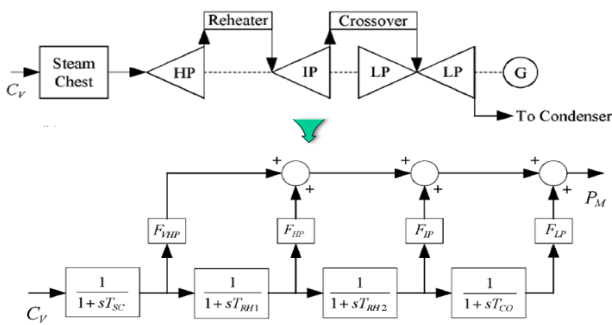 Reheater
Crossover
Steam
Chest
HP
IP
LP
LP
G
C_V
To Condenser
+
+
+
+
+
+
P_M
F_VHP
F_HP
F_IP
F_LP
C_V
1
1 + sT_SC
1
1 + sT_RH1
1
1 + sT_RH2
1
1 + sT_CO